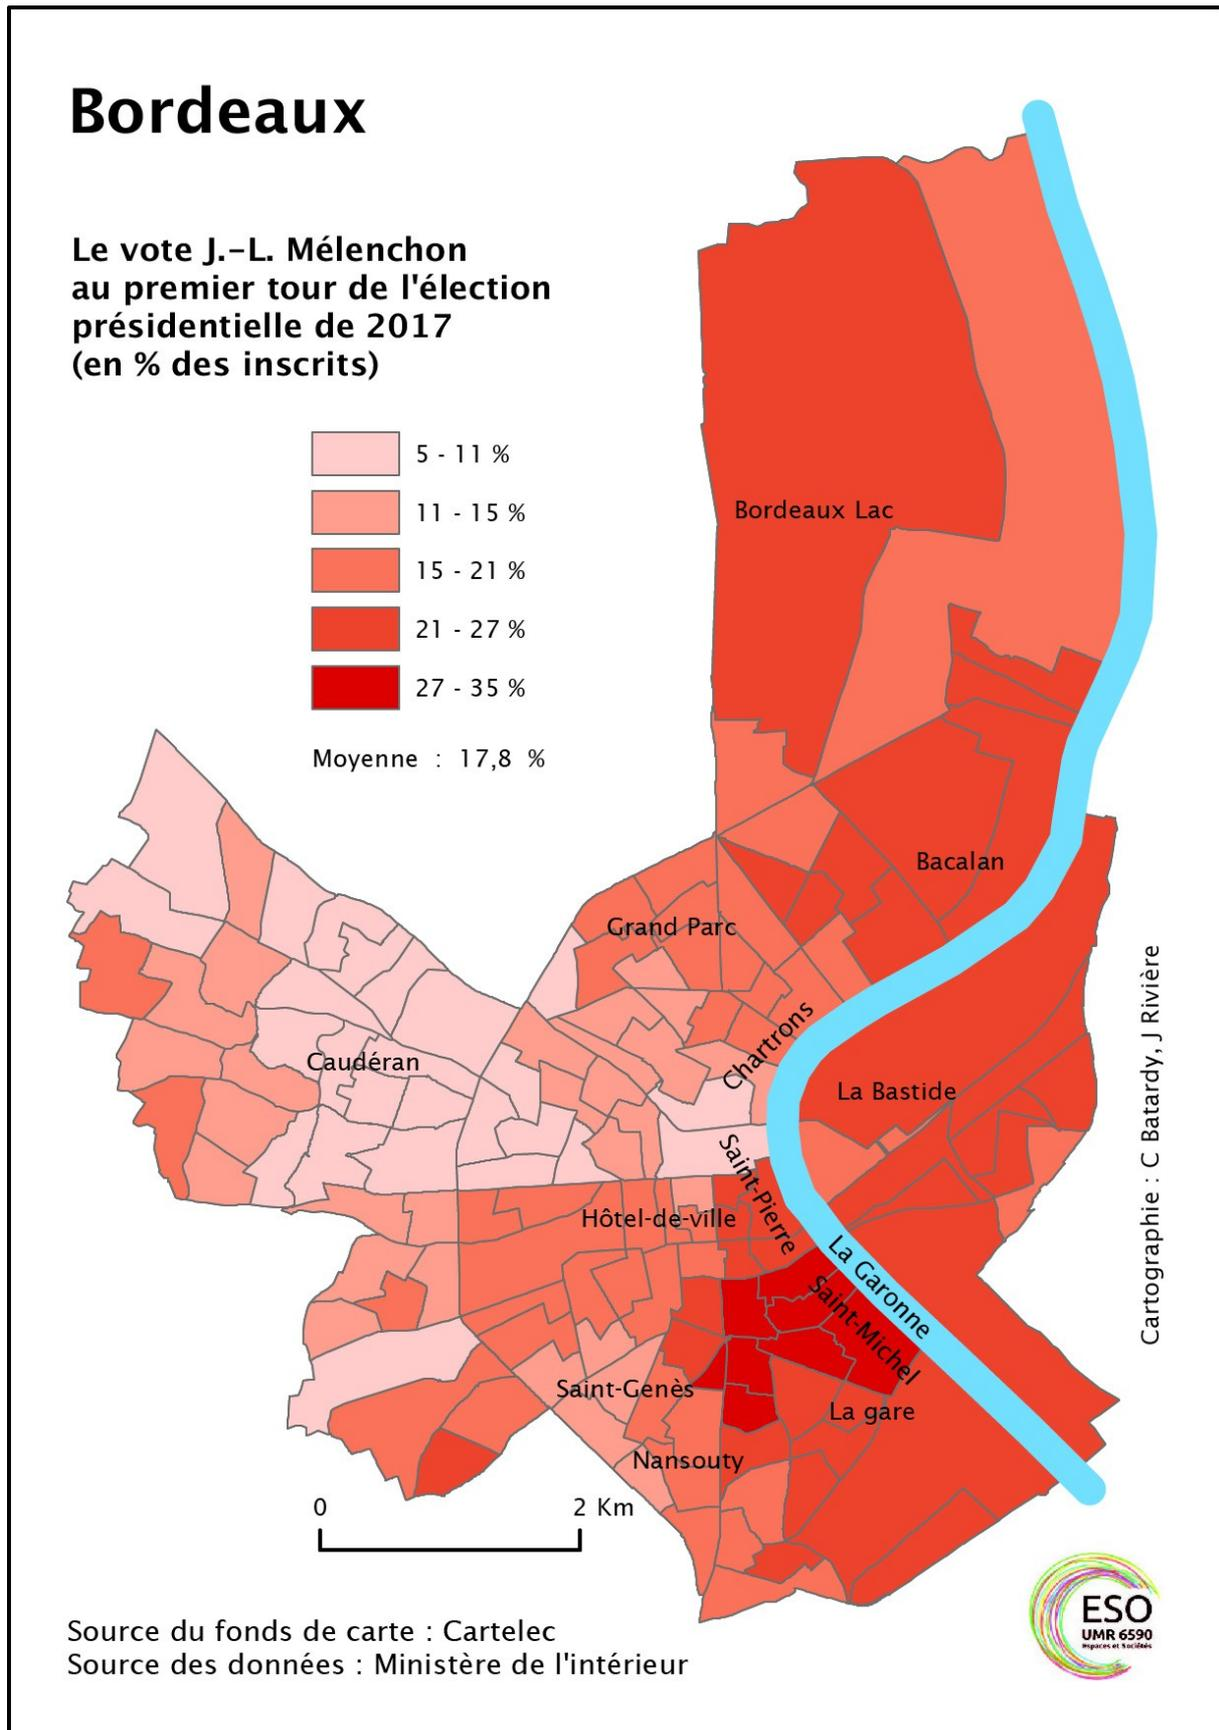 Bordeaux
Le vote J.-L. Mélenchon
au premier tour de l'élection
présidentielle de 2017
(en % des inscrits)
5 - 11 %
11 - 15 %
15 - 21 %
21 - 27 %
27 - 35 %
Moyenne : 17,8 %
Bordeaux Lac
Bacalan
Grand Parc
Chartrons
Caudéran
La Bastide
Saint-Pierre
Hôtel-de-ville
La Garonne
Saint-Michel
Saint-Genès
La gare
Nansouty
Cartographie : C Batardy, J Rivière
0 2 Km
Source du fonds de carte : Cartelec
Source des données : Ministère de l'intérieur
ESO
UMR 6590
Espaces et Sociétés